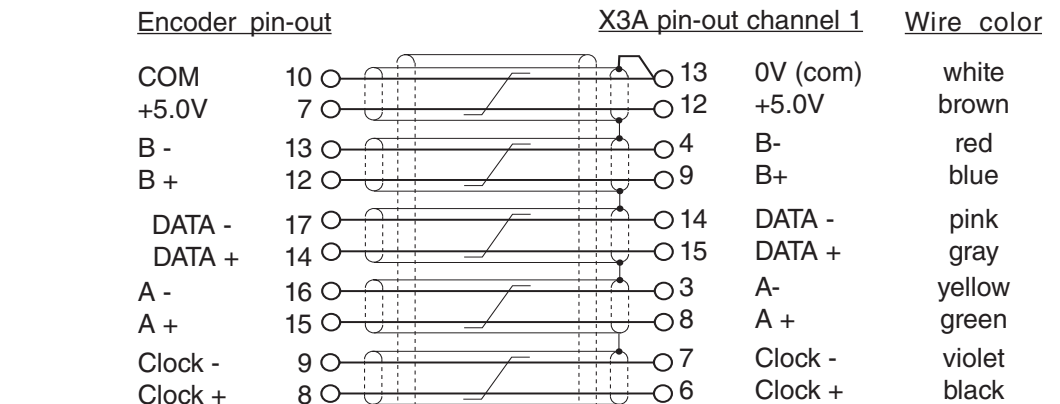 Encoder pin-out X3A pin-out channel 1 Wire color
COM 10 13 0V (com) white
+5.0V 7 12 +5.0V brown
B - 13 4 B- red
B + 12 9 B+ blue
DATA - 17 14 DATA - pink
DATA + 14 15 DATA + gray
A - 16 3 A- yellow
A + 15 8 A + green
Clock - 9 7 Clock - violet
Clock + 8 6 Clock + black